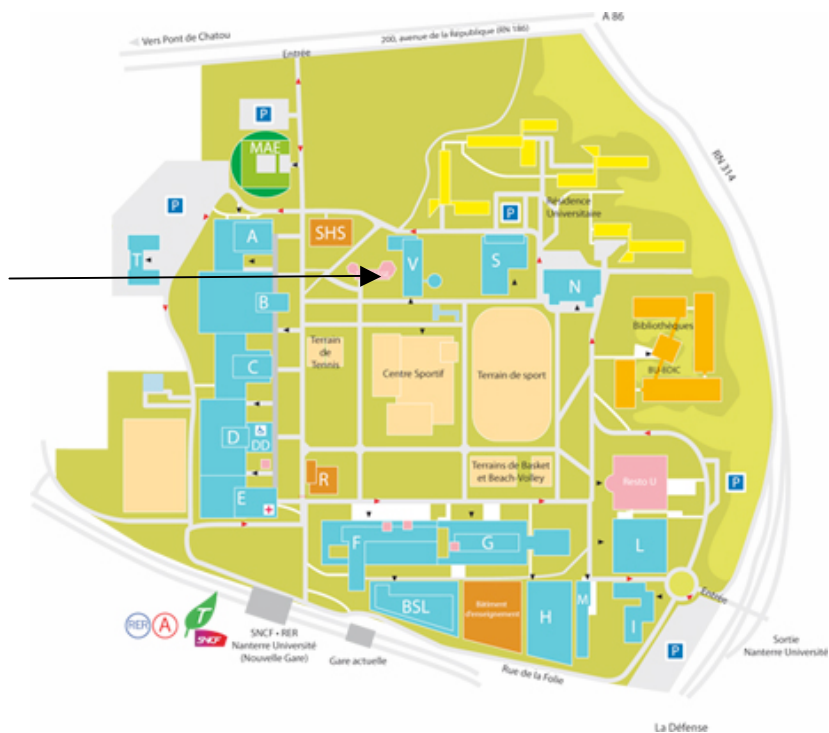 A 86
Vers Pont de Chatou
200, avenue de la République (RN 186)
Entrée
P
MAE
RN 314
P
P
Résidence
Universitaire
SHS
A
T
V
S
N
B
Bibliothèques
BU-BDIC
Terrain
de
Tennis
Centre Sportif
Terrain de sport
C
D
DD
R
Terrains de Basket
et Beach-Volley
Resto U
P
E
F
G
L
BSL
Bâtiment
d'enseignement
H
M
I
Entrée
RER
A
T
SNCF
SNCF • RER
Nanterre Université
(Nouvelle Gare)
Gare actuelle
P
Sortie
Nanterre Université
Rue de la Folie
La Défense